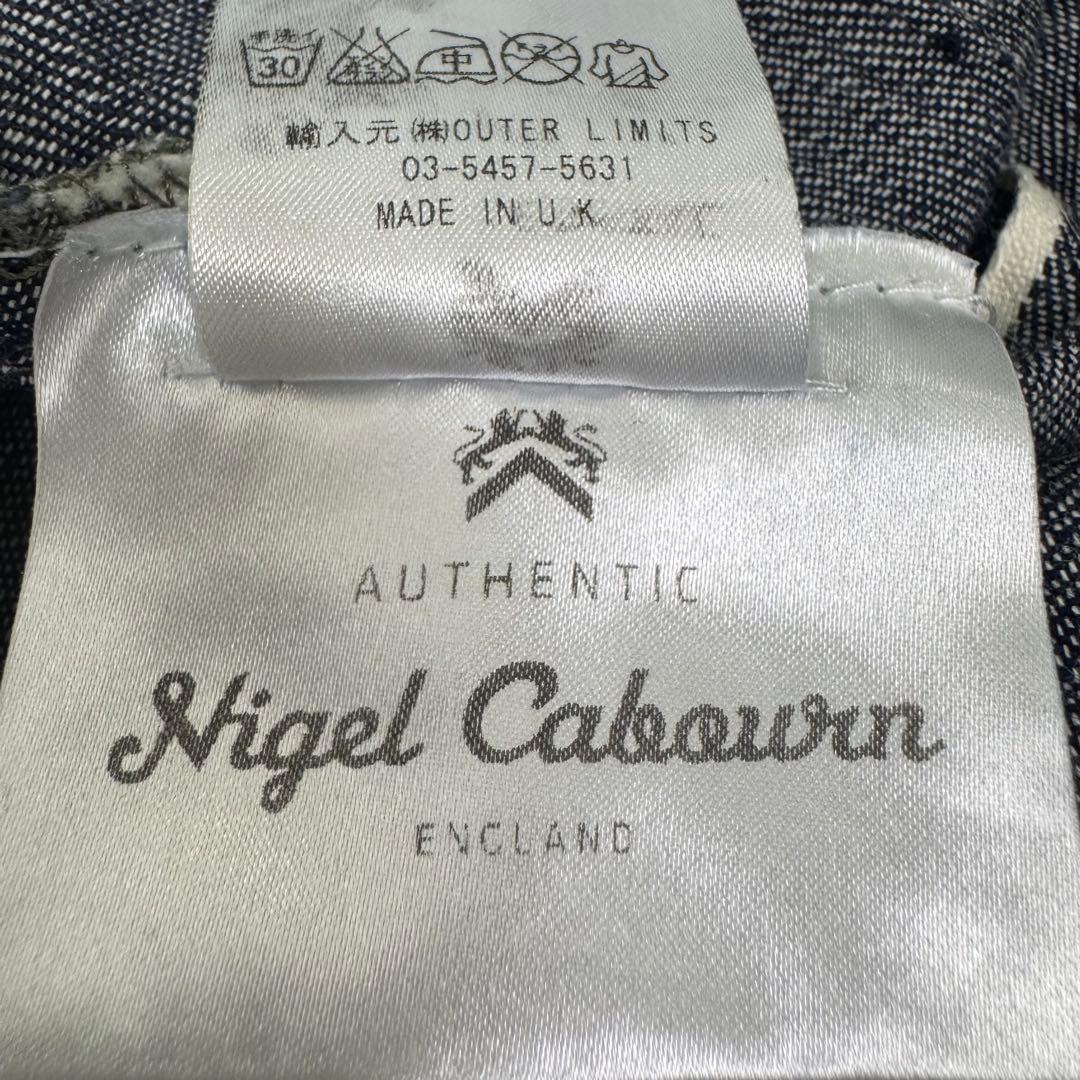 手洗イ
30
中
輸入元 (株)OUTER LIMITS
03-5457-5631
MADE IN U.K
AUTHENTIC
Nigel Cabourn
ENGLAND